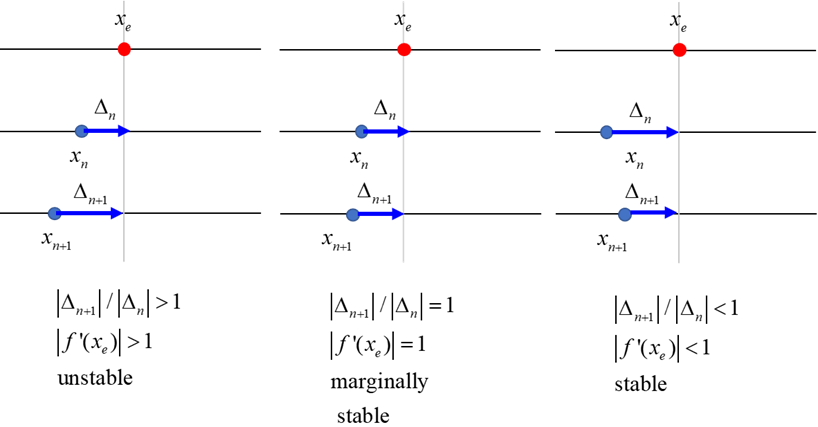 x_e
Δ_n
x_n
Δ_{n+1}
x_{n+1}
|Δ_{n+1}| / |Δ_n| > 1
|f'(x_e)| > 1
unstable
x_e
Δ_n
x_n
Δ_{n+1}
x_{n+1}
|Δ_{n+1}| / |Δ_n| = 1
|f'(x_e)| = 1
marginally
stable
x_e
Δ_n
x_n
Δ_{n+1}
x_{n+1}
|Δ_{n+1}| / |Δ_n| < 1
|f'(x_e)| < 1
stable